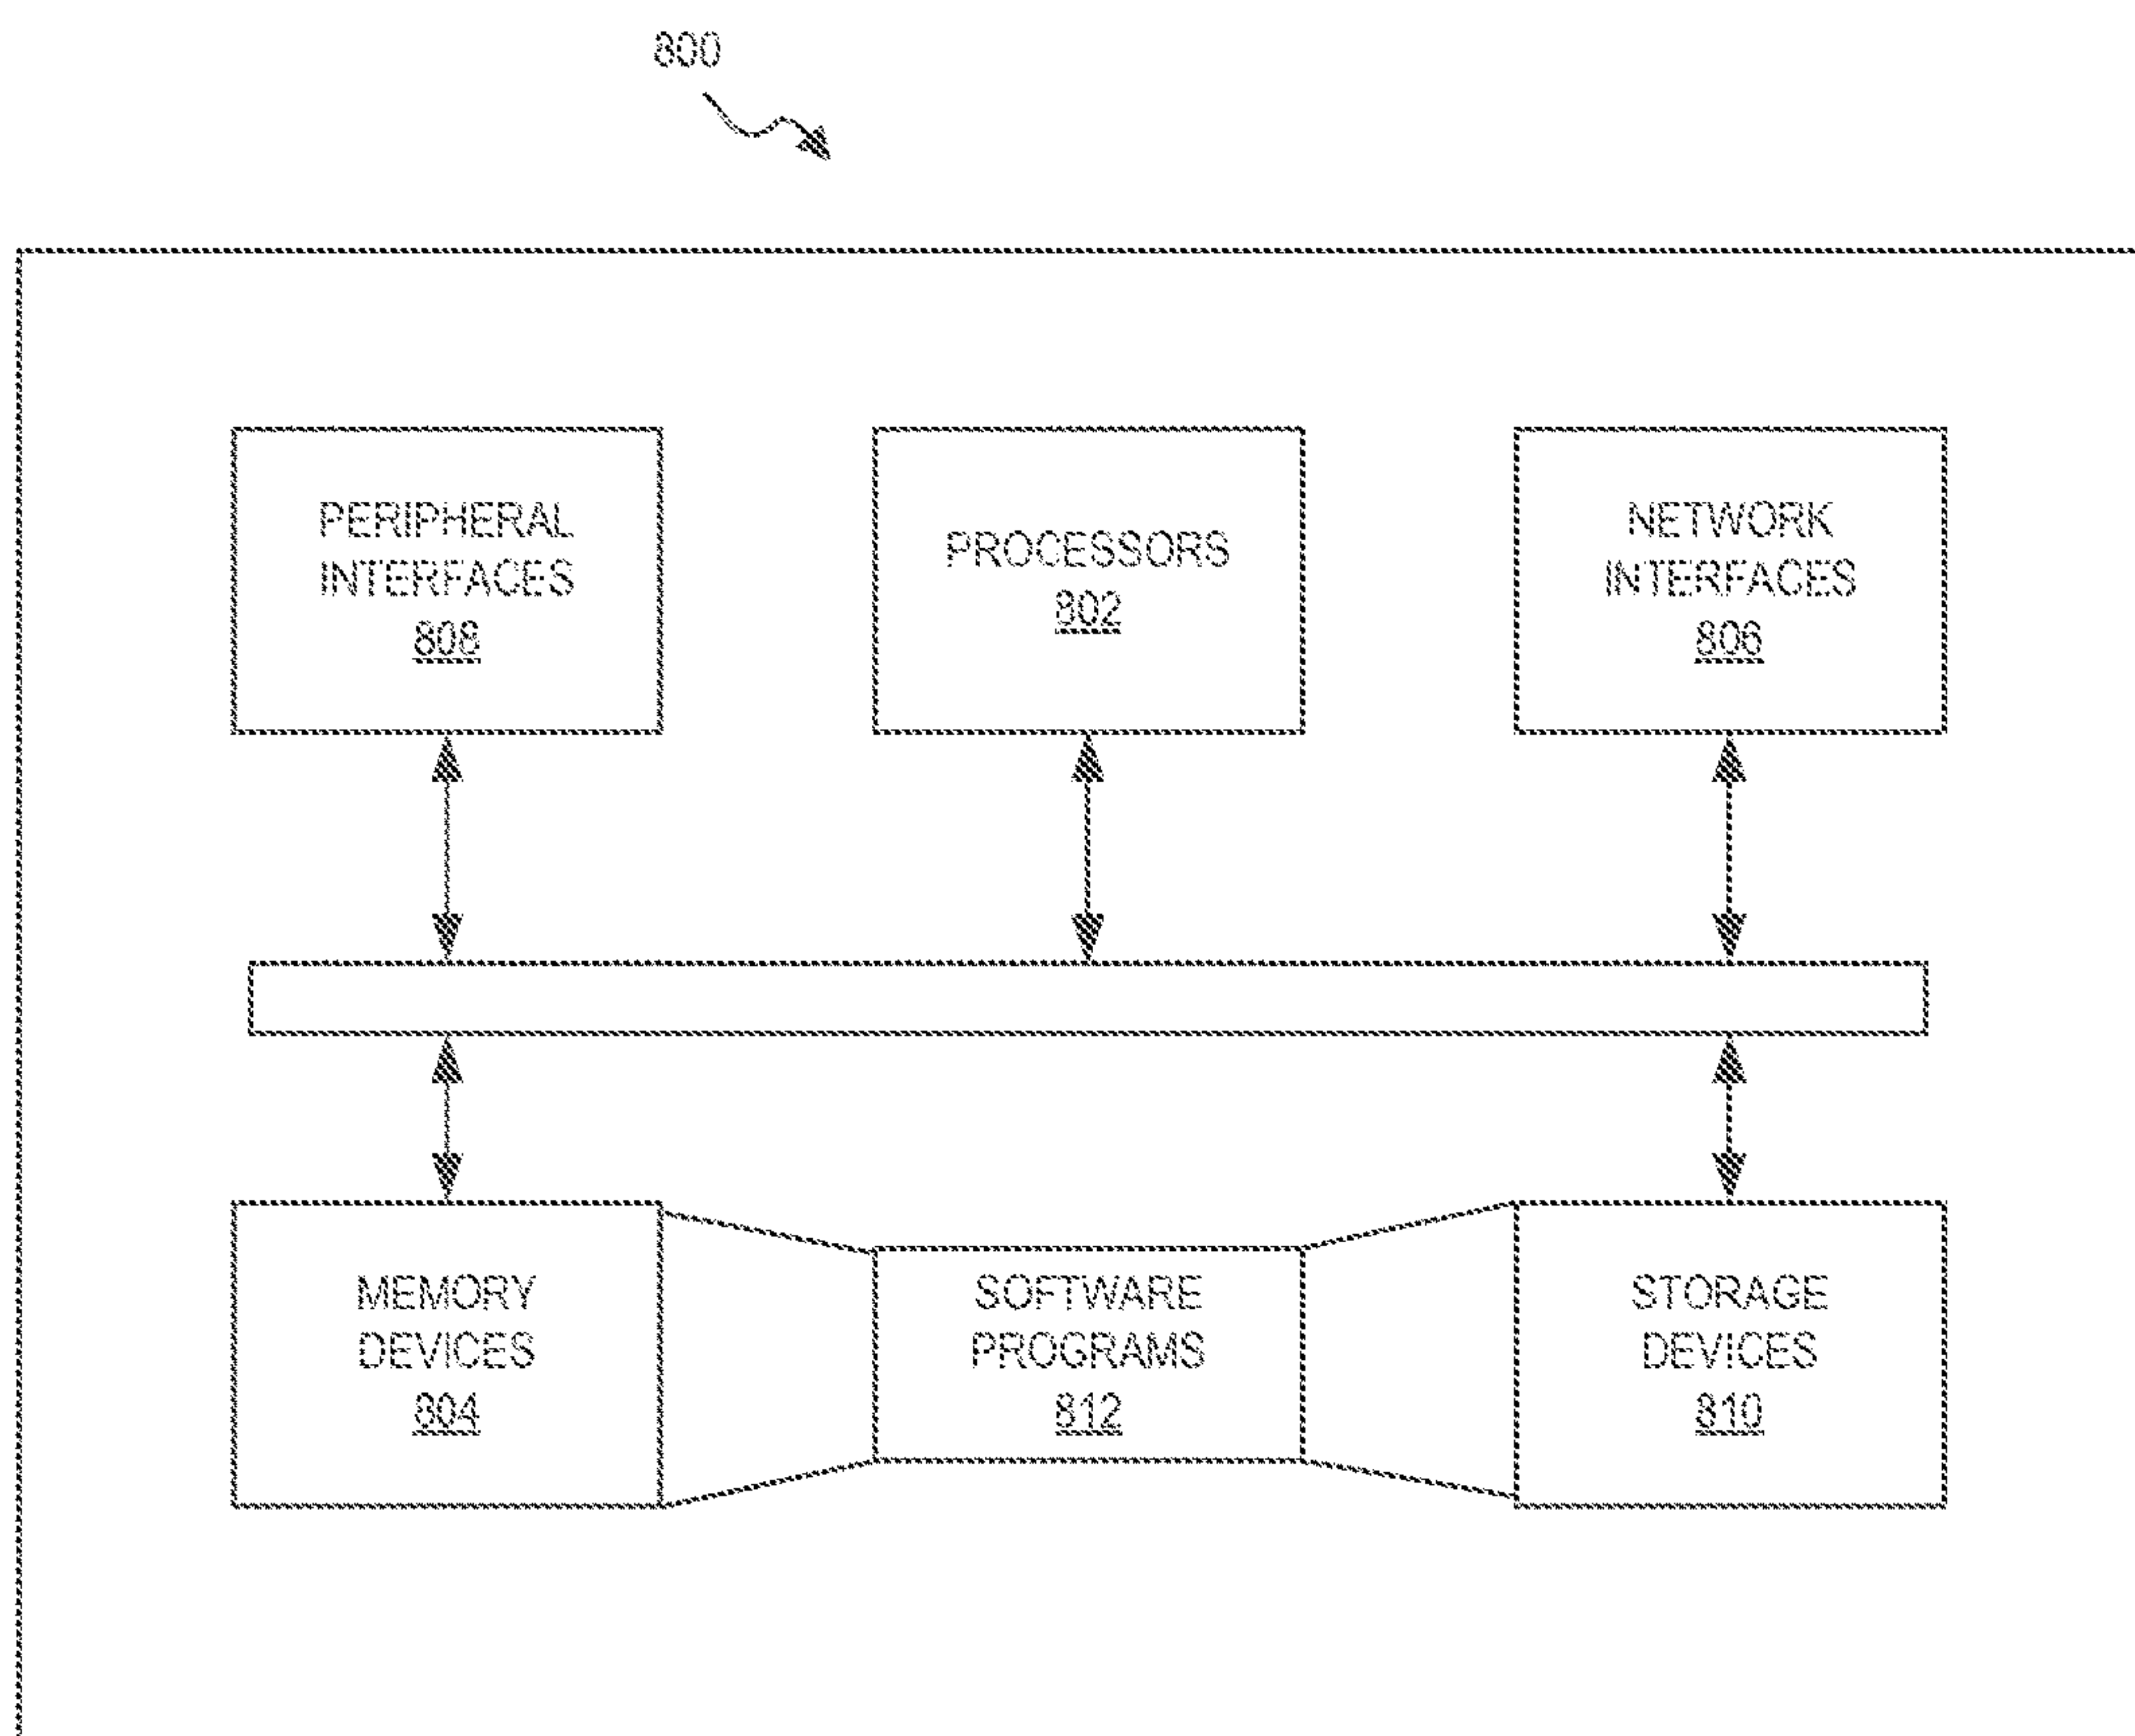 800
PERIPHERAL
INTERFACES
808
PROCESSORS
802
NETWORK
INTERFACES
806
MEMORY
DEVICES
804
SOFTWARE
PROGRAMS
812
STORAGE
DEVICES
810